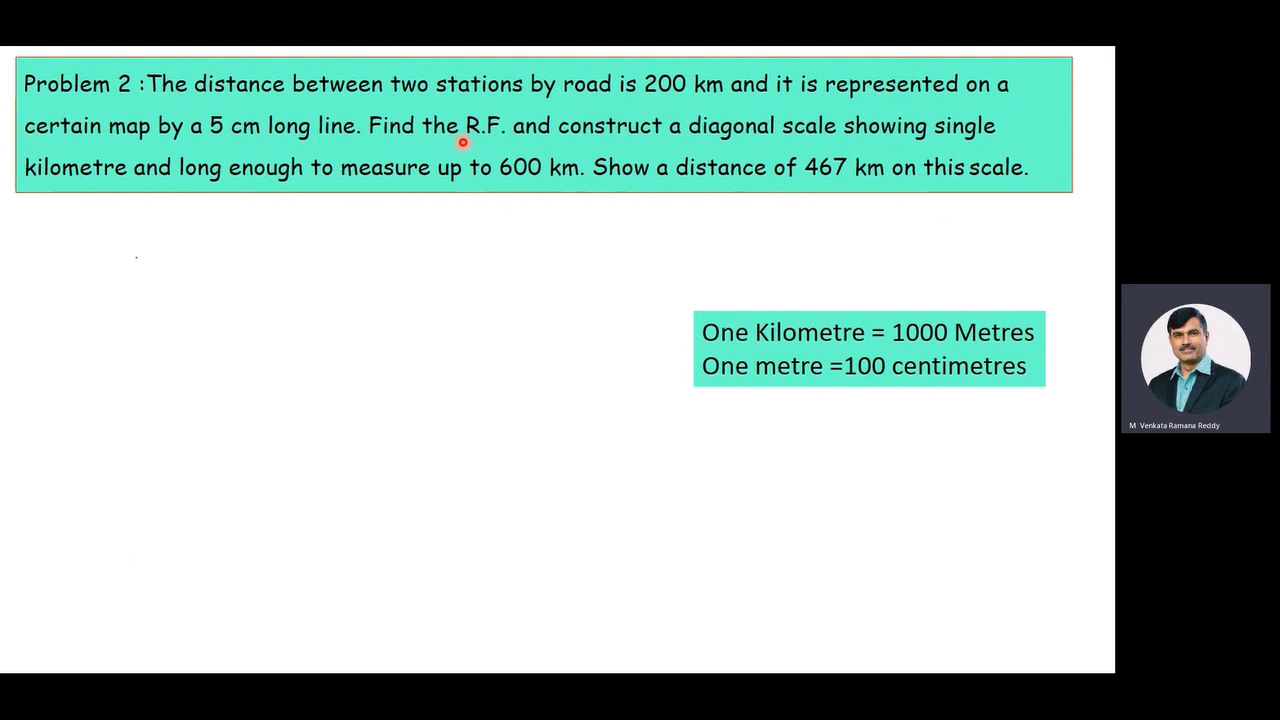 Problem 2 :The distance between two stations by road is 200 km and it is represented on a
certain map by a 5 cm long line. Find the R.F. and construct a diagonal scale showing single
kilometre and long enough to measure up to 600 km. Show a distance of 467 km on this scale.
One Kilometre = 1000 Metres
One metre =100 centimetres
M Venkata Ramana Reddy